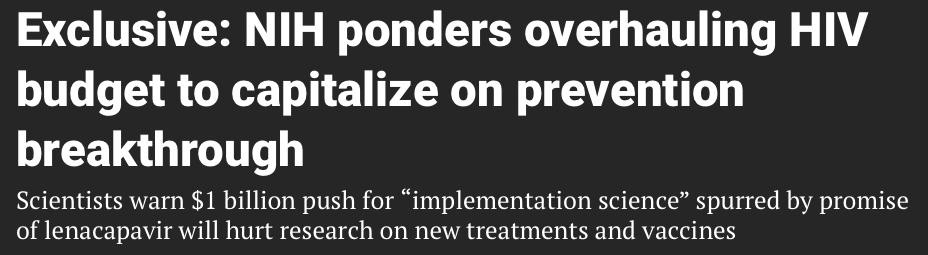 Exclusive: NIH ponders overhauling HIV
budget to capitalize on prevention
breakthrough
Scientists warn $1 billion push for “implementation science” spurred by promise
of lenacapavir will hurt research on new treatments and vaccines